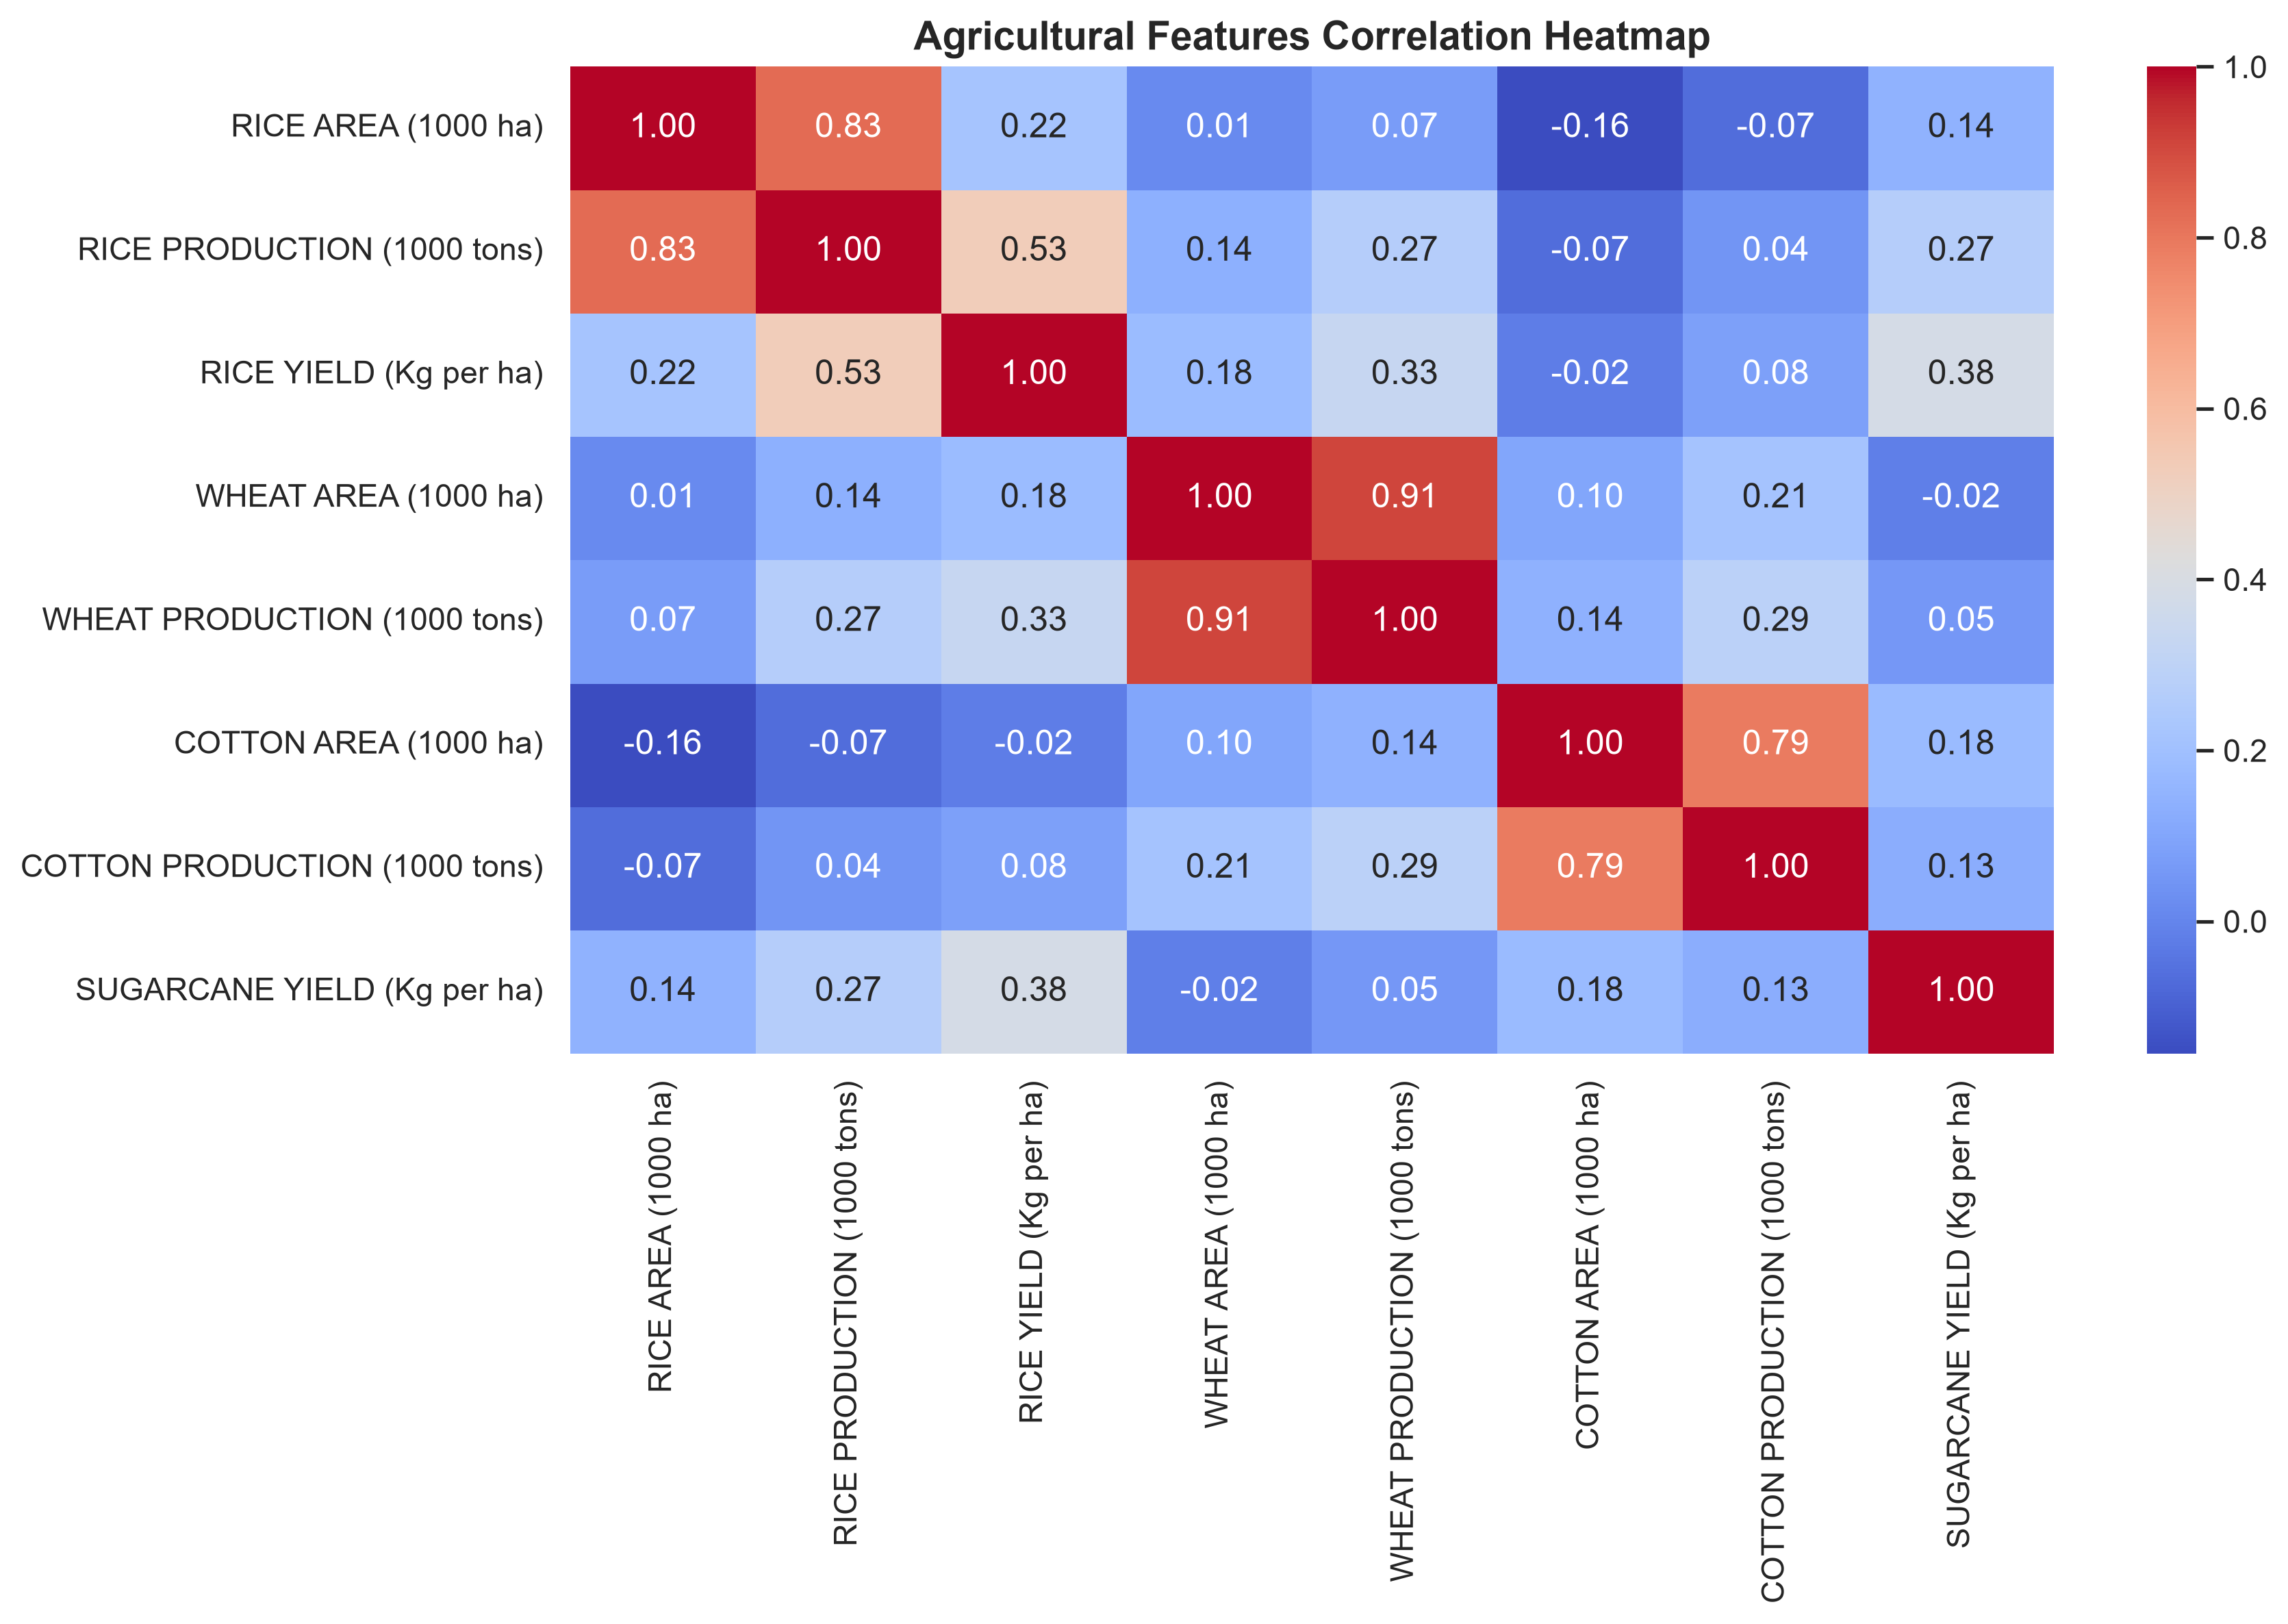 Agricultural Features Correlation Heatmap
RICE AREA (1000 ha) 1.00 0.83 0.22 0.01 0.07 -0.16 -0.07 0.14
RICE PRODUCTION (1000 tons) 0.83 1.00 0.53 0.14 0.27 -0.07 0.04 0.27
RICE YIELD (Kg per ha) 0.22 0.53 1.00 0.18 0.33 -0.02 0.08 0.38
WHEAT AREA (1000 ha) 0.01 0.14 0.18 1.00 0.91 0.10 0.21 -0.02
WHEAT PRODUCTION (1000 tons) 0.07 0.27 0.33 0.91 1.00 0.14 0.29 0.05
COTTON AREA (1000 ha) -0.16 -0.07 -0.02 0.10 0.14 1.00 0.79 0.18
COTTON PRODUCTION (1000 tons) -0.07 0.04 0.08 0.21 0.29 0.79 1.00 0.13
SUGARCANE YIELD (Kg per ha) 0.14 0.27 0.38 -0.02 0.05 0.18 0.13 1.00
RICE AREA (1000 ha)
RICE PRODUCTION (1000 tons)
RICE YIELD (Kg per ha)
WHEAT AREA (1000 ha)
WHEAT PRODUCTION (1000 tons)
COTTON AREA (1000 ha)
COTTON PRODUCTION (1000 tons)
SUGARCANE YIELD (Kg per ha)
1.0
0.8
0.6
0.4
0.2
0.0